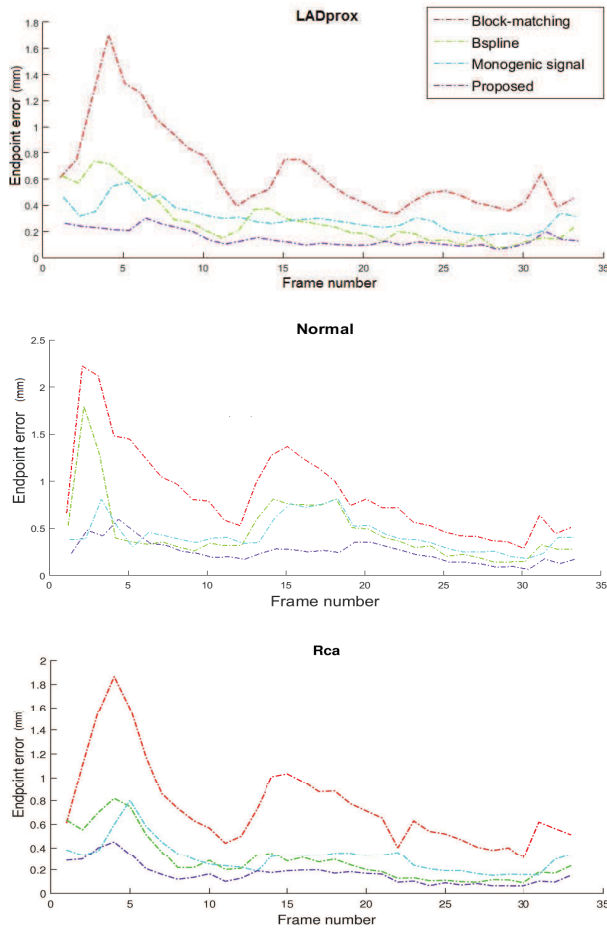 LADprox
Block-matching
Bspline
Monogenic signal
Proposed
Endpoint error (mm)
1.8
1.6
1.4
1.2
1
0.8
0.6
0.4
0.2
0
0 5 10 15 20 25 30 35
Frame number
Normal
Endpoint error (mm)
2.5
2
1.5
1
0.5
0
0 5 10 15 20 25 30 35
Frame number
Rca
Endpoint error (mm)
2
1.8
1.6
1.4
1.2
1
0.8
0.6
0.4
0.2
0
0 5 10 15 20 25 30 35
Frame number